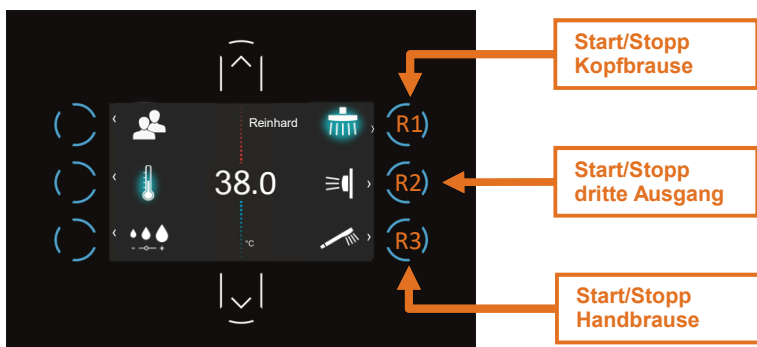 Start/Stopp
Kopfbrause
Reinhard
R1
Start/Stopp
dritte Ausgang
38.0
R2
- +
°C
R3
Start/Stopp
Handbrause